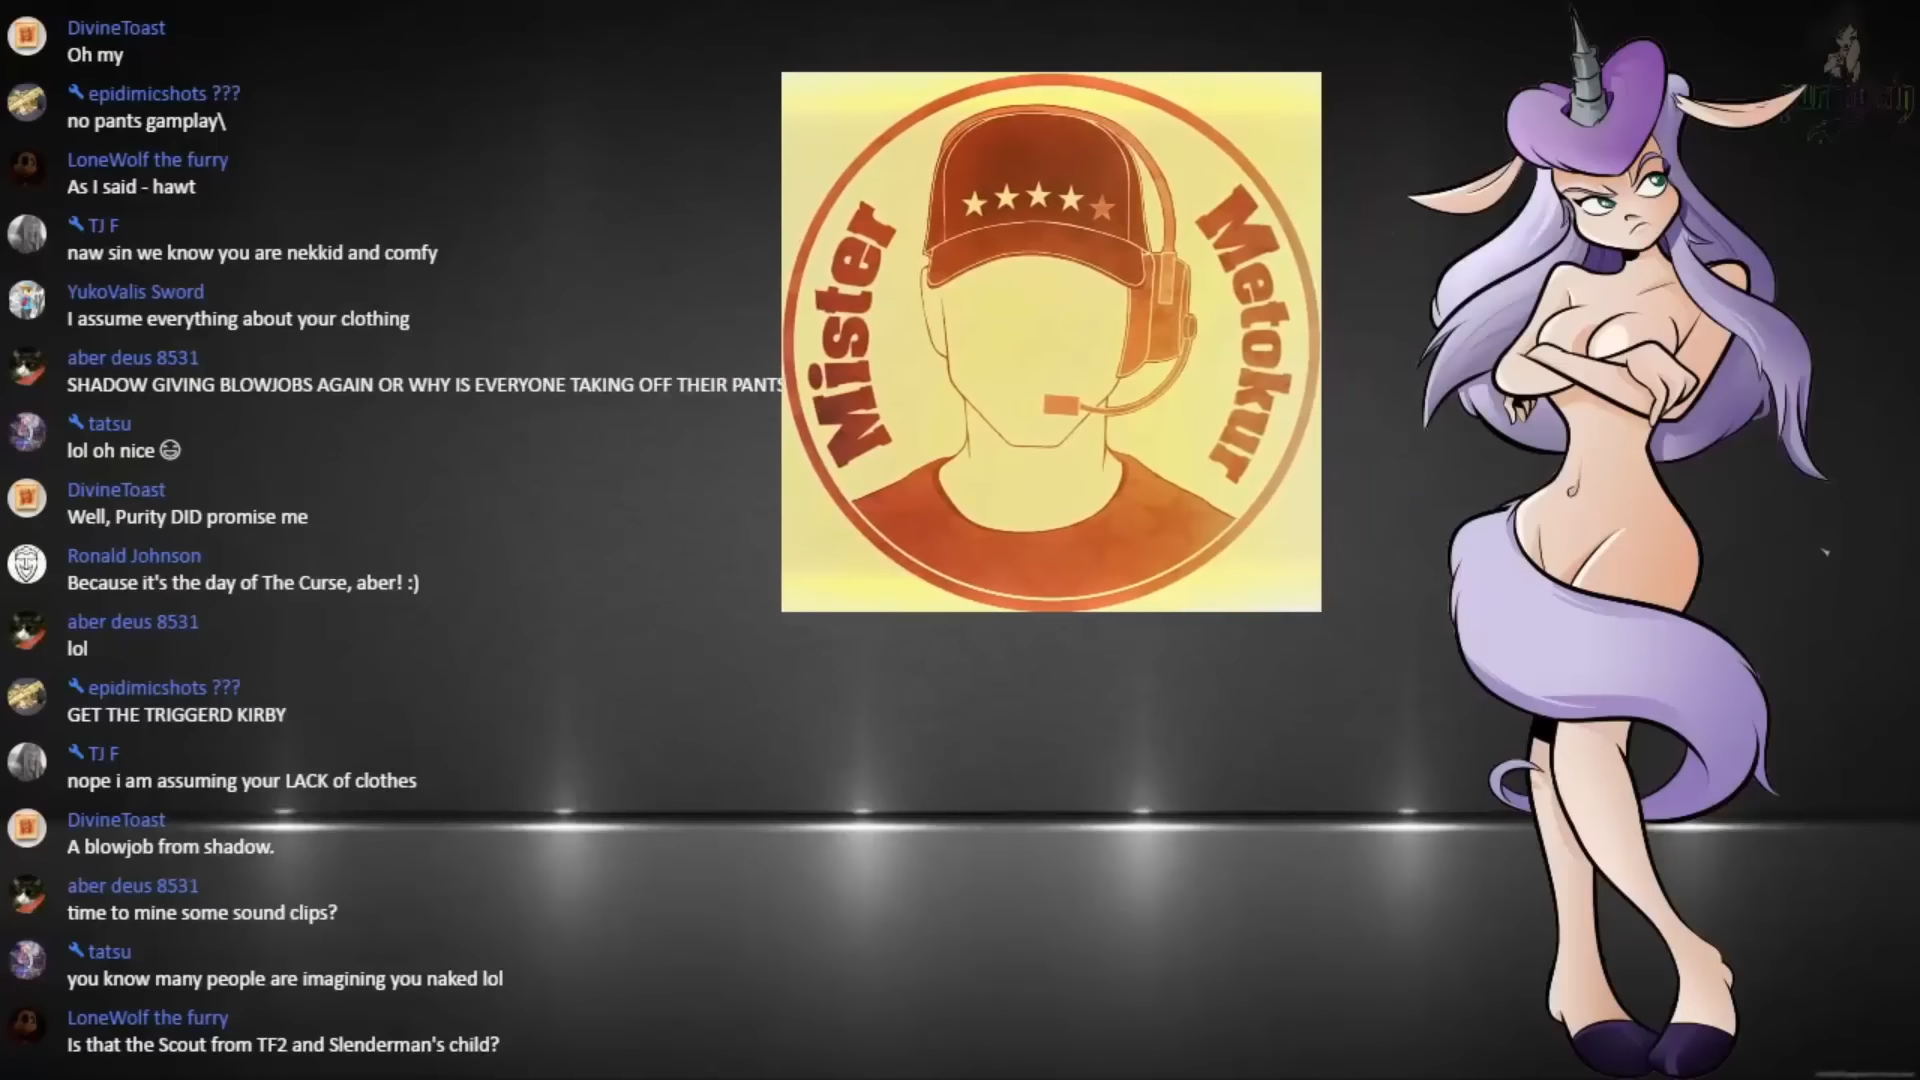 DivineToast
Oh my
epidimicshots ???
no pants gamplay\
LoneWolf the furry
As I said - hawt
TJ F
naw sin we know you are nekkid and comfy
YukoValis Sword
I assume everything about your clothing
aber deus 8531
SHADOW GIVING BLOWJOBS AGAIN OR WHY IS EVERYONE TAKING OFF THEIR PANTS
tatsu
lol oh nice 😆
DivineToast
Well, Purity DID promise me
Ronald Johnson
Because it's the day of The Curse, aber! :)
aber deus 8531
lol
epidimicshots ???
GET THE TRIGGERD KIRBY
TJ F
nope i am assuming your LACK of clothes
DivineToast
A blowjob from shadow.
aber deus 8531
time to mine some sound clips?
tatsu
you know many people are imagining you naked lol
LoneWolf the furry
Is that the Scout from TF2 and Slenderman's child?
Mister
Metokur